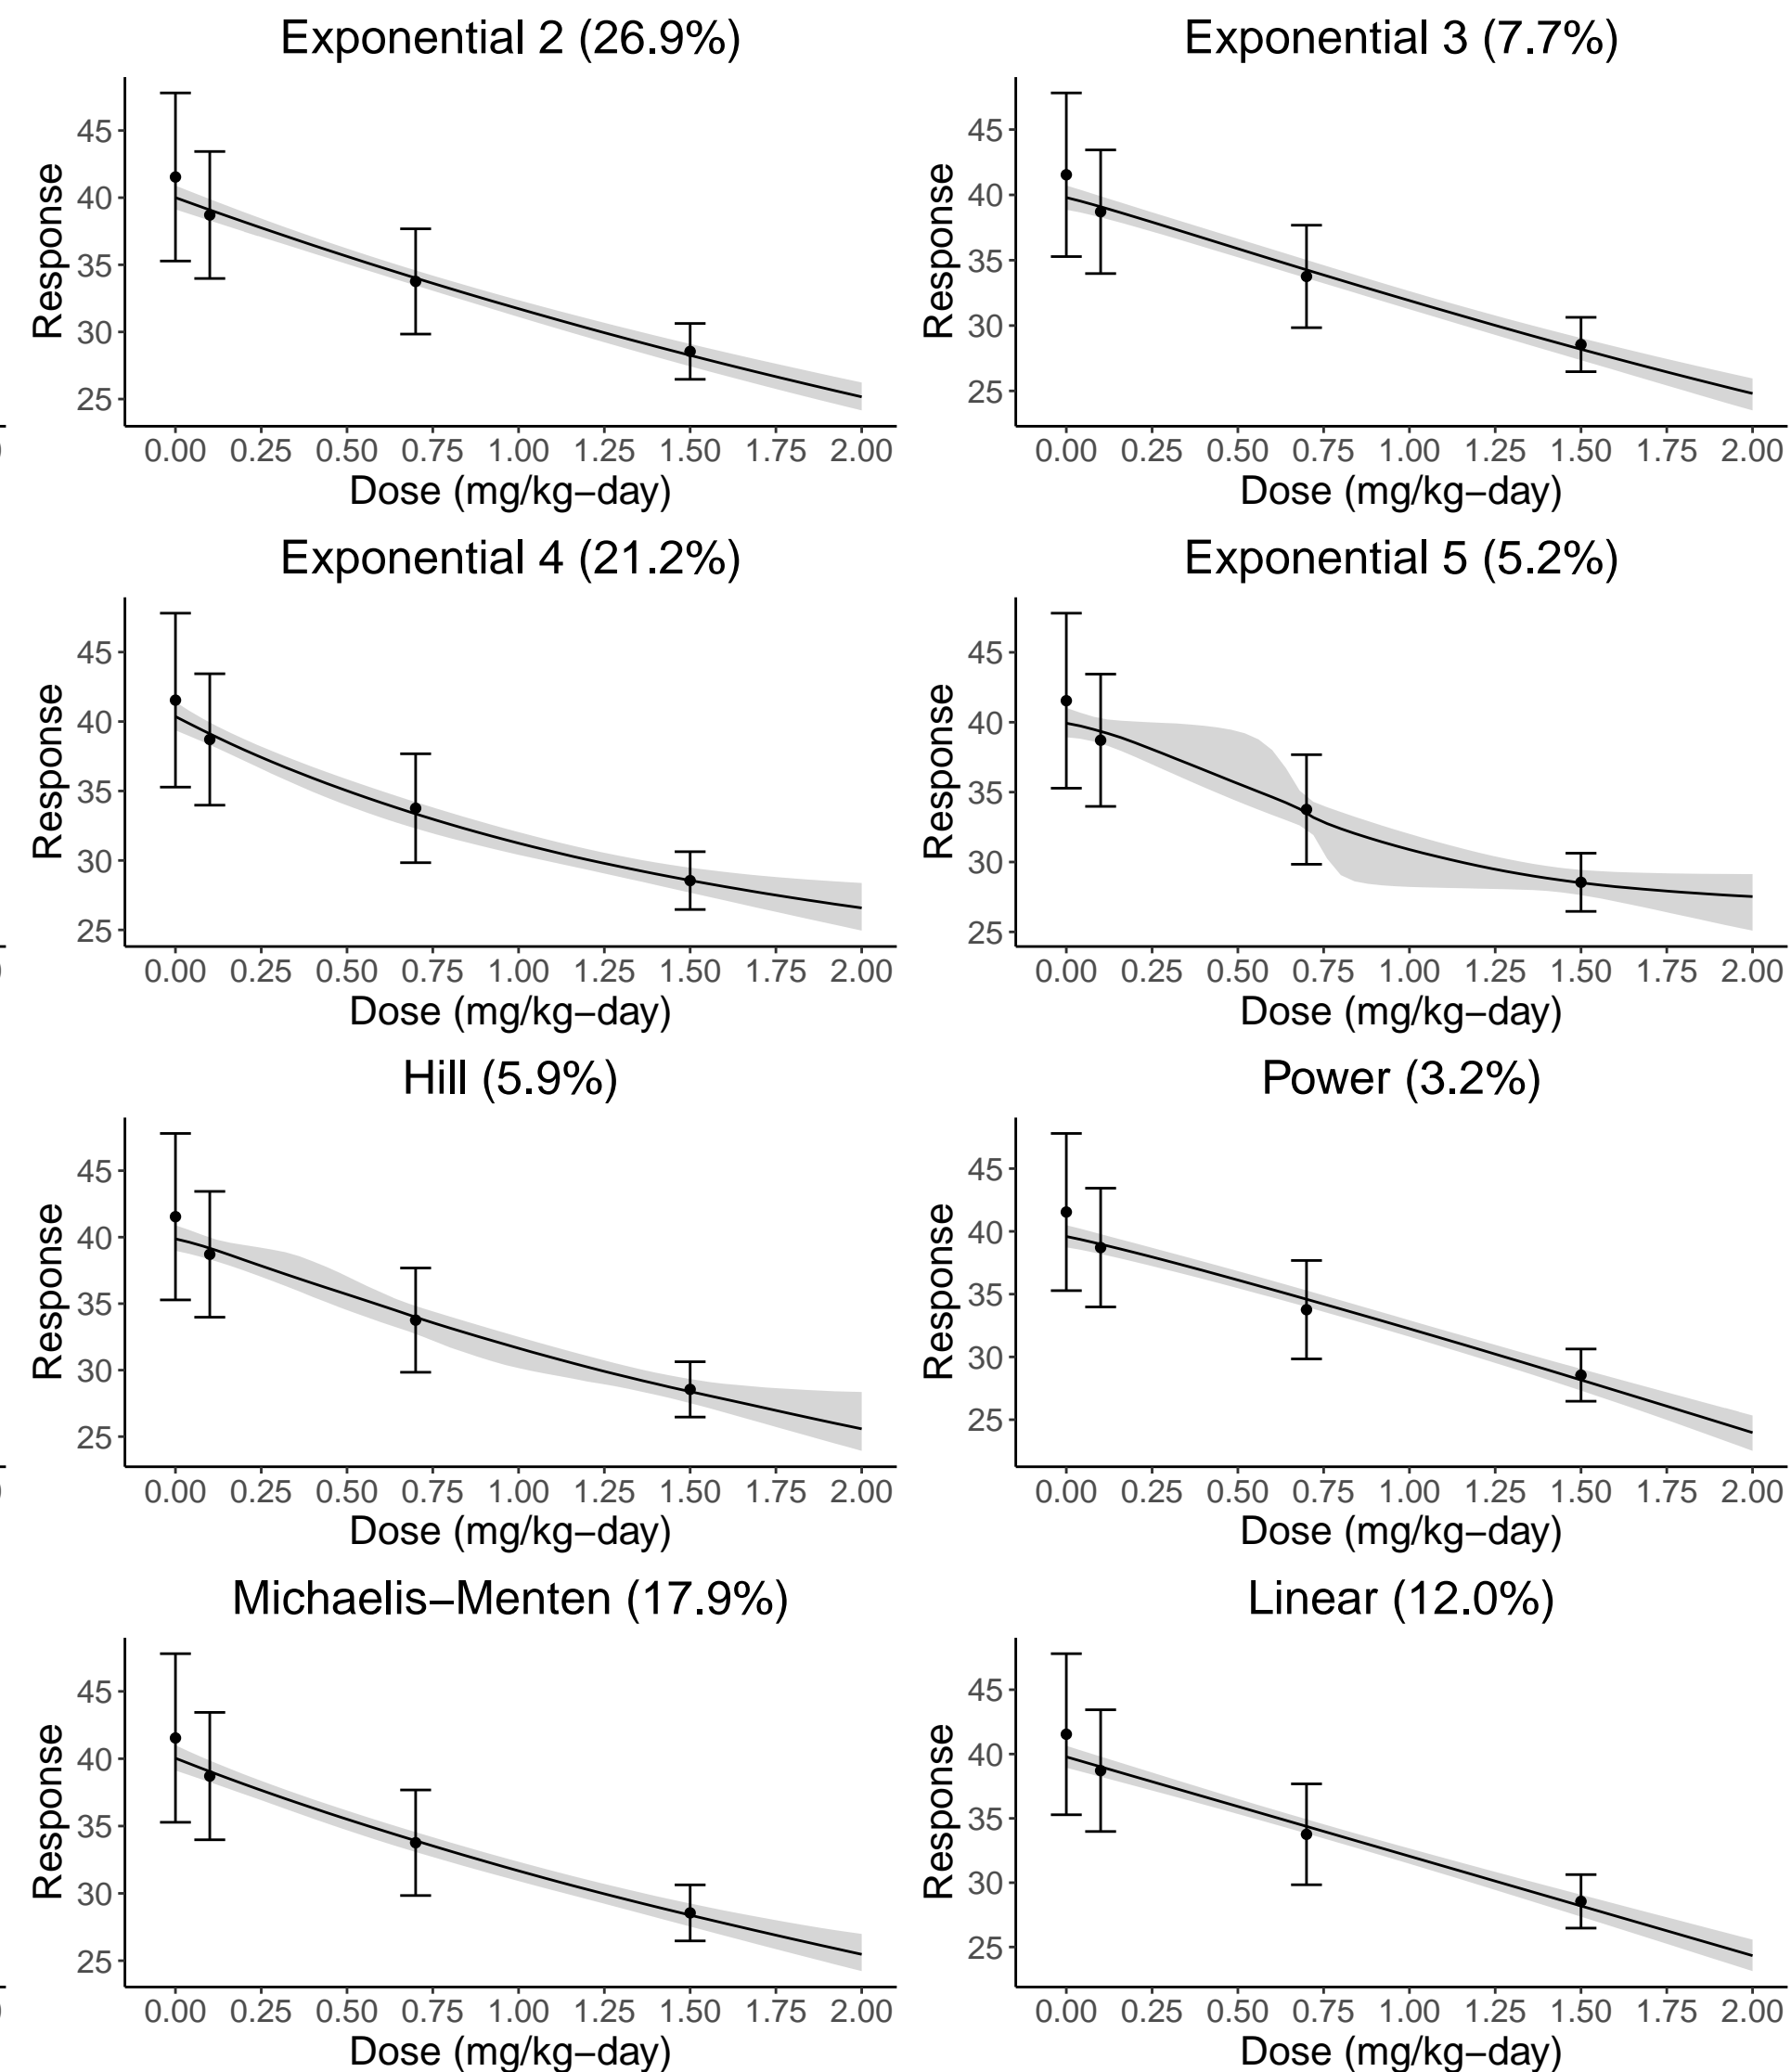 Exponential 2 (26.9%)
Response
45
40
35
30
25
0.00 0.25 0.50 0.75 1.00 1.25 1.50 1.75 2.00
Dose (mg/kg−day)
Exponential 3 (7.7%)
Response
45
40
35
30
25
0.00 0.25 0.50 0.75 1.00 1.25 1.50 1.75 2.00
Dose (mg/kg−day)
Exponential 4 (21.2%)
Response
45
40
35
30
25
0.00 0.25 0.50 0.75 1.00 1.25 1.50 1.75 2.00
Dose (mg/kg−day)
Exponential 5 (5.2%)
Response
45
40
35
30
25
0.00 0.25 0.50 0.75 1.00 1.25 1.50 1.75 2.00
Dose (mg/kg−day)
Hill (5.9%)
Response
45
40
35
30
25
0.00 0.25 0.50 0.75 1.00 1.25 1.50 1.75 2.00
Dose (mg/kg−day)
Power (3.2%)
Response
45
40
35
30
25
0.00 0.25 0.50 0.75 1.00 1.25 1.50 1.75 2.00
Dose (mg/kg−day)
Michaelis−Menten (17.9%)
Response
45
40
35
30
25
0.00 0.25 0.50 0.75 1.00 1.25 1.50 1.75 2.00
Dose (mg/kg−day)
Linear (12.0%)
Response
45
40
35
30
25
0.00 0.25 0.50 0.75 1.00 1.25 1.50 1.75 2.00
Dose (mg/kg−day)